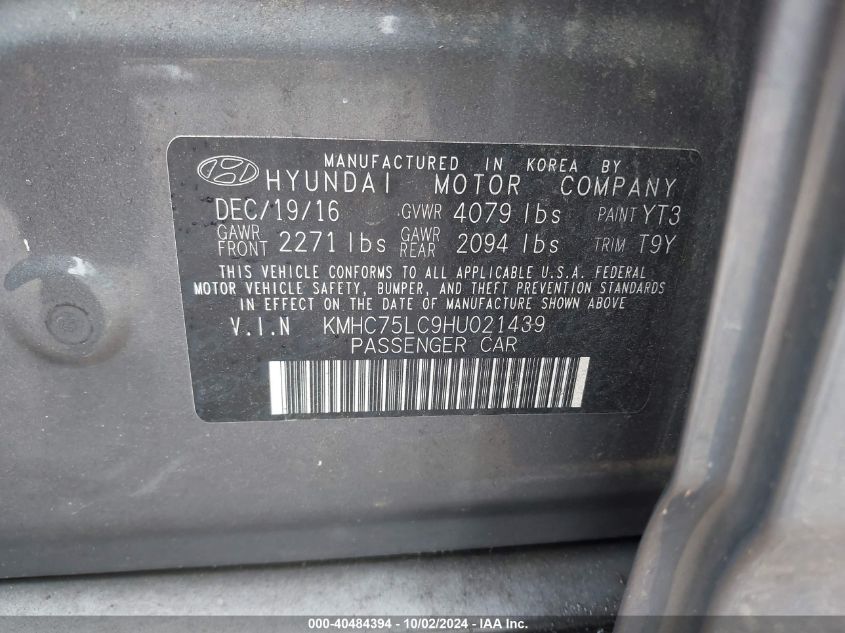 MANUFACTURED IN KOREA BY
HYUNDAI MOTOR COMPANY
DEC/19/16 GVWR 4079 lbs PAINT YT3
GAWR FRONT 2271 lbs GAWR REAR 2094 lbs TRIM T9Y
THIS VEHICLE CONFORMS TO ALL APPLICABLE U.S.A. FEDERAL
MOTOR VEHICLE SAFETY, BUMPER, AND THEFT PREVENTION STANDARDS
IN EFFECT ON THE DATE OF MANUFACTURE SHOWN ABOVE
V.I.N KMHC75LC9HU021439
PASSENGER CAR
000-40484394 - 10/02/2024 - IAA Inc.